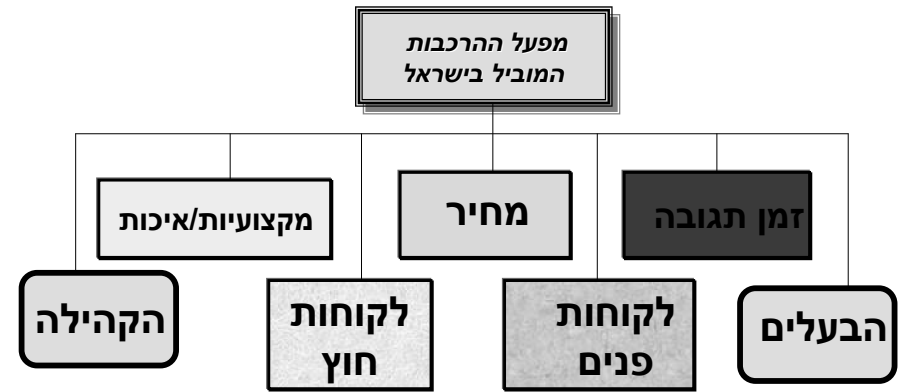 מפעל ההרכבות
המוביל בישראל
זמן תגובה
מחיר
מקצועיות/איכות
הבעלים
לקוחות
פנים
לקוחות
חוץ
הקהילה